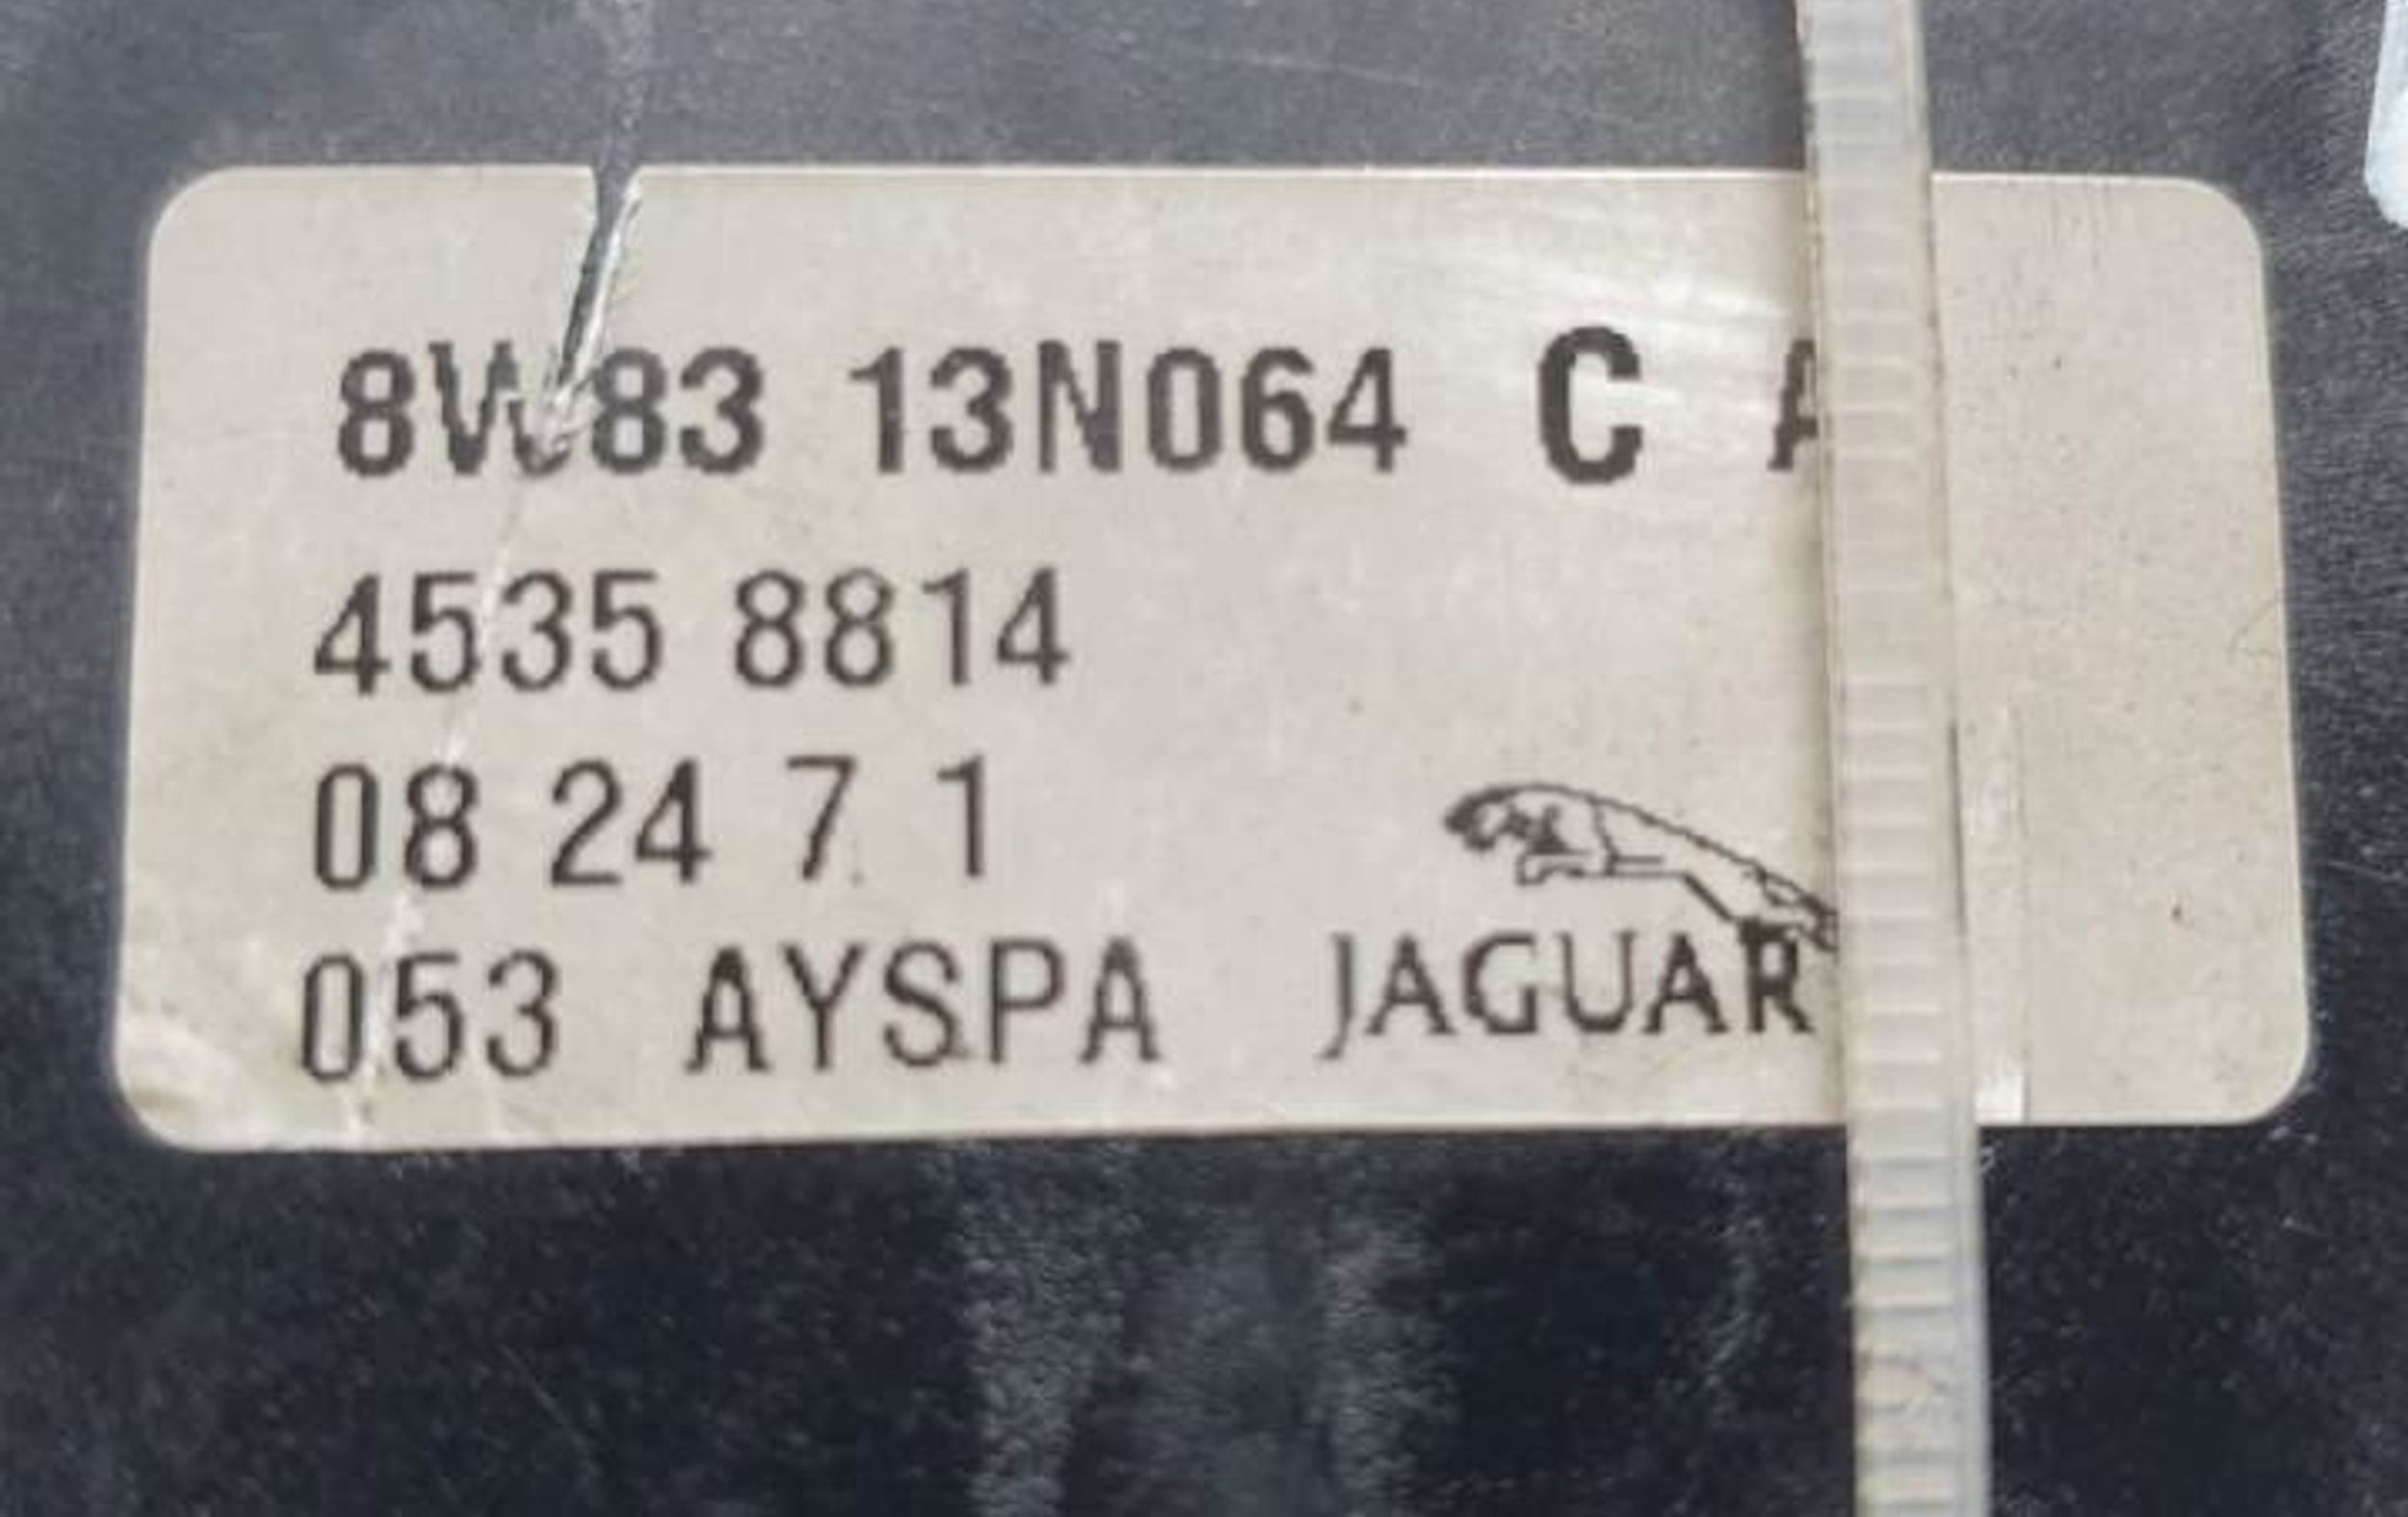 8W83 13N064 C A
4535 8814
08 24 7 1
053 AYSPA JAGUAR